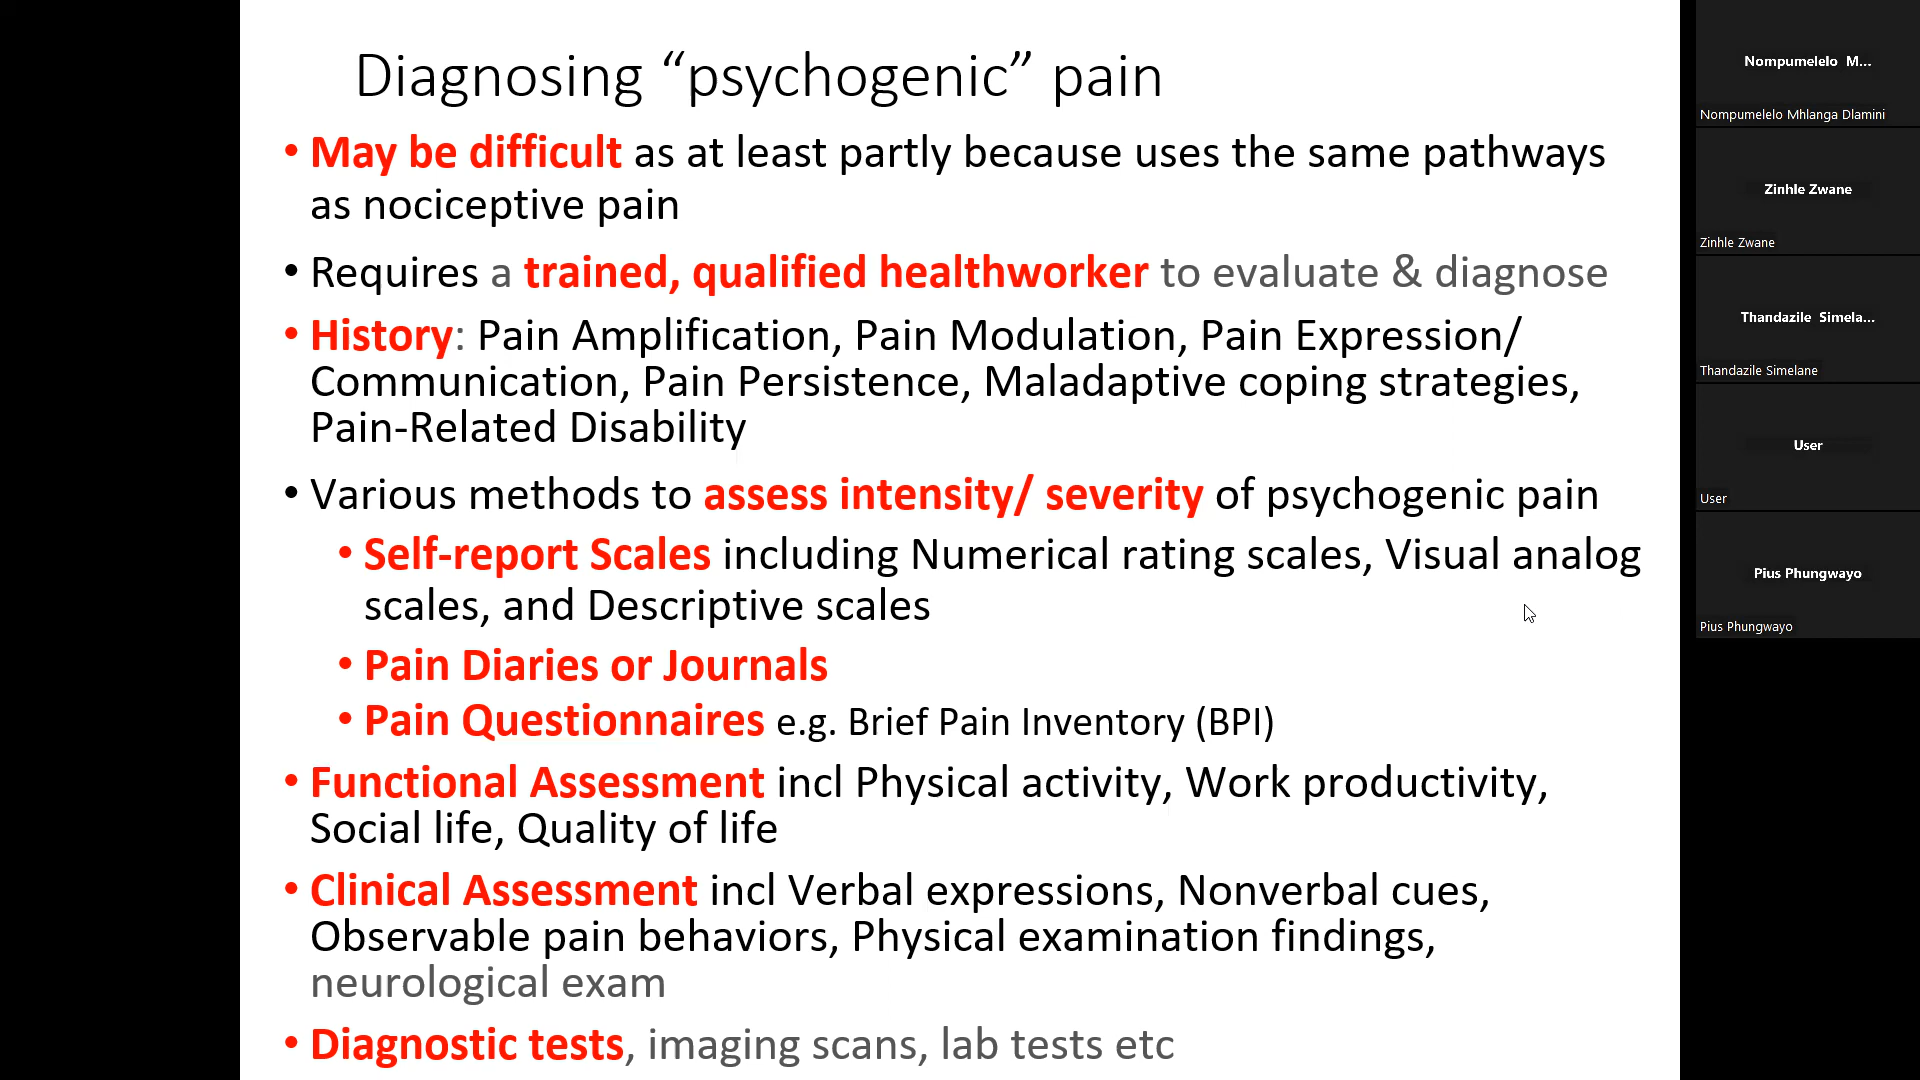 Diagnosing “psychogenic” pain
• May be difficult as at least partly because uses the same pathways
as nociceptive pain
• Requires a trained, qualified healthworker to evaluate & diagnose
• History: Pain Amplification, Pain Modulation, Pain Expression/
Communication, Pain Persistence, Maladaptive coping strategies,
Pain-Related Disability
• Various methods to assess intensity/ severity of psychogenic pain
• Self-report Scales including Numerical rating scales, Visual analog
scales, and Descriptive scales
• Pain Diaries or Journals
• Pain Questionnaires e.g. Brief Pain Inventory (BPI)
• Functional Assessment incl Physical activity, Work productivity,
Social life, Quality of life
• Clinical Assessment incl Verbal expressions, Nonverbal cues,
Observable pain behaviors, Physical examination findings,
neurological exam
• Diagnostic tests, imaging scans, lab tests etc
Nompumelelo M...
Nompumelelo Mhlanga Dlamini
Zinhle Zwane
Zinhle Zwane
Thandazile Simela...
Thandazile Simelane
User
User
Pius Phungwayo
Pius Phungwayo